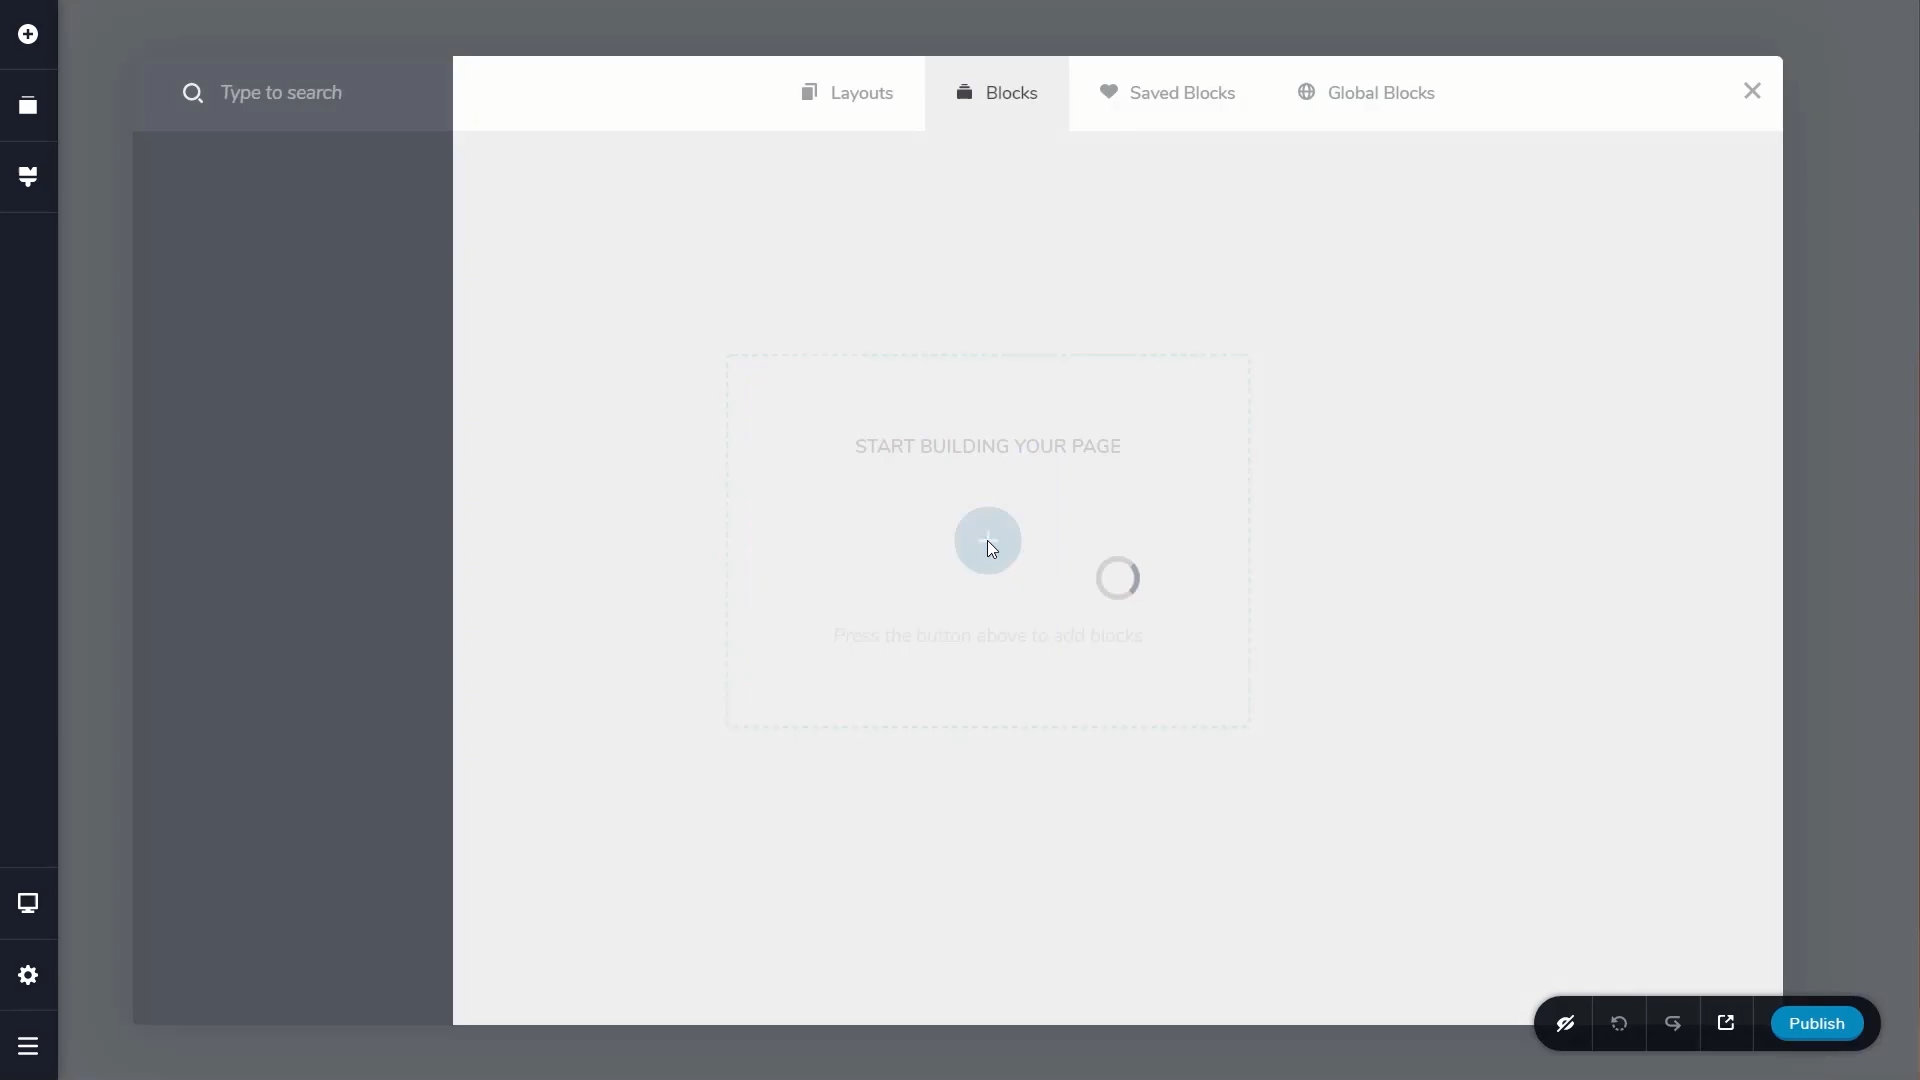 Type to search
Layouts
Blocks
Saved Blocks
Global Blocks
START BUILDING YOUR PAGE
Press the button above to add blocks
Publish